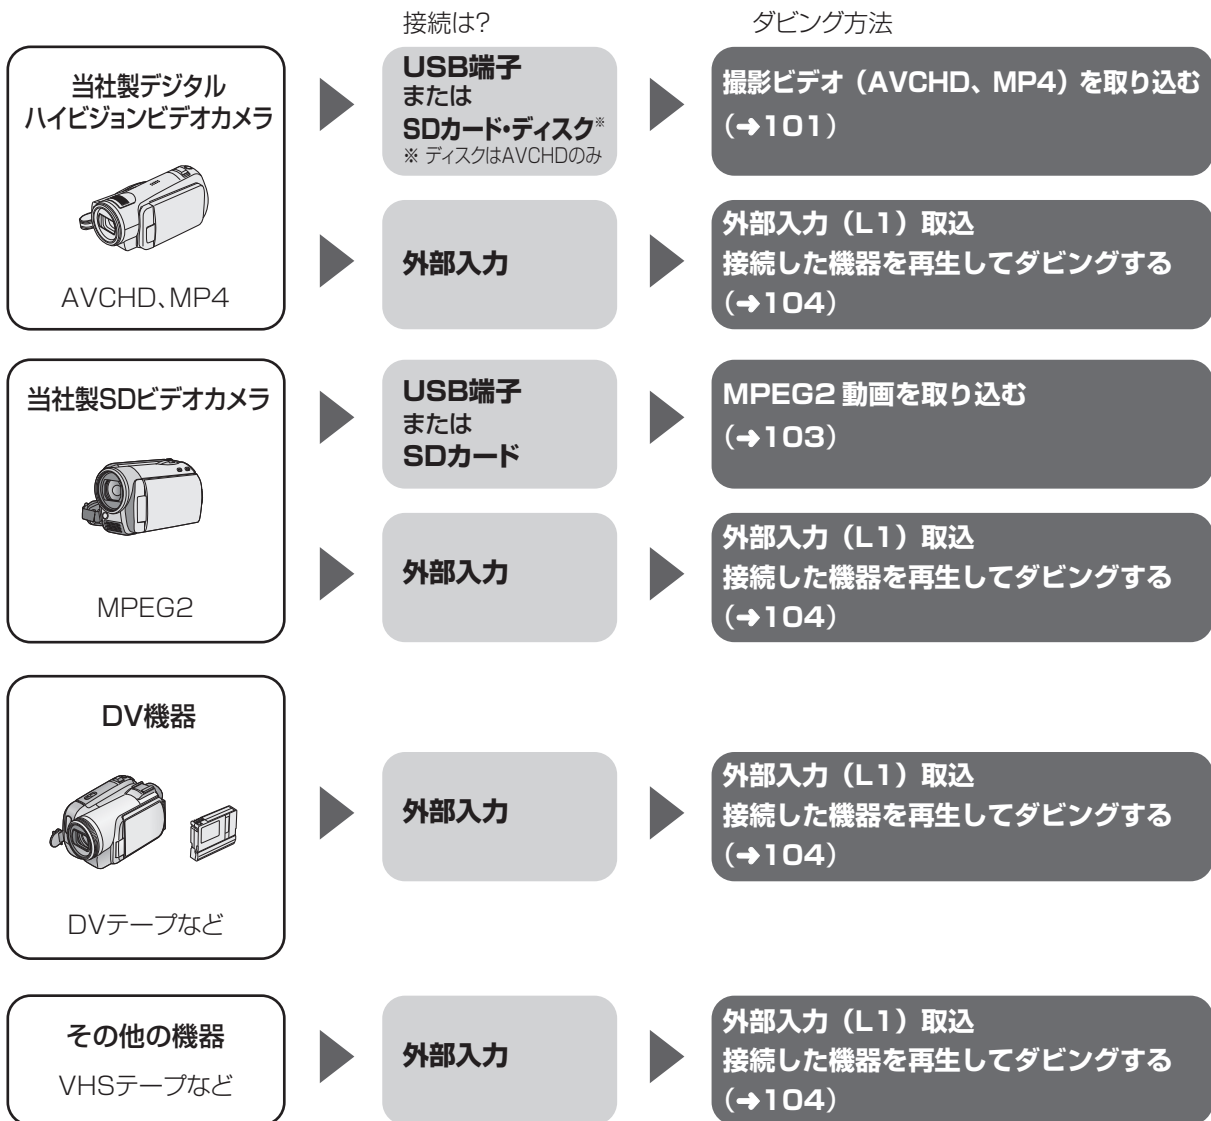 接続は?
ダビング方法
当社製デジタル
ハイビジョンビデオカメラ
AVCHD、MP4
USB端子
または
SDカード・ディスク※
※ ディスクはAVCHDのみ
撮影ビデオ（AVCHD、MP4）を取り込む
（➜101）
外部入力
外部入力（L1）取込
接続した機器を再生してダビングする
（➜104）
当社製SDビデオカメラ
MPEG2
USB端子
または
SDカード
MPEG2 動画を取り込む
（➜103）
外部入力
外部入力（L1）取込
接続した機器を再生してダビングする
（➜104）
DV機器
DVテープなど
外部入力
外部入力（L1）取込
接続した機器を再生してダビングする
（➜104）
その他の機器
VHSテープなど
外部入力
外部入力（L1）取込
接続した機器を再生してダビングする
（➜104）